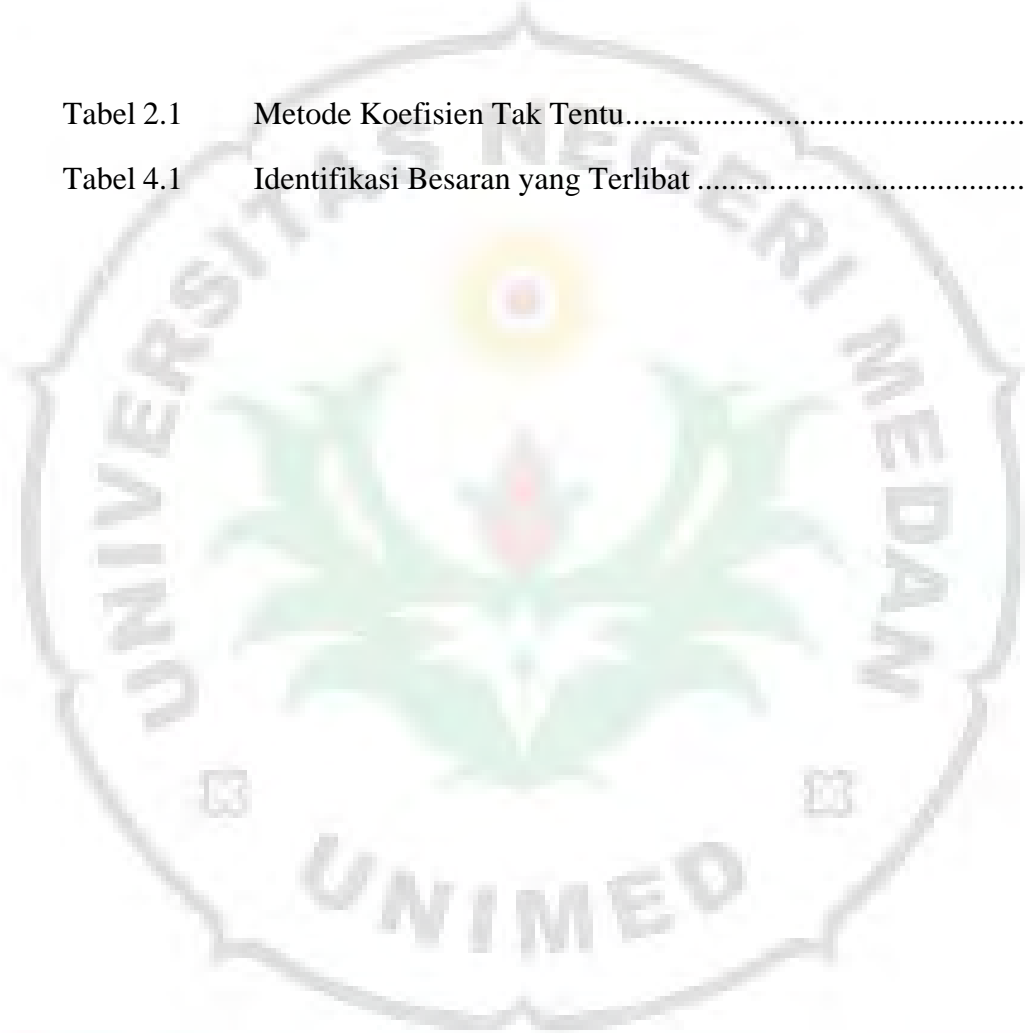 Tabel 2.1 Metode Koefisien Tak Tentu..................................................
Tabel 4.1 Identifikasi Besaran yang Terlibat .........................................
UNIVERSITAS NEGERI MEDAN
UNIMED